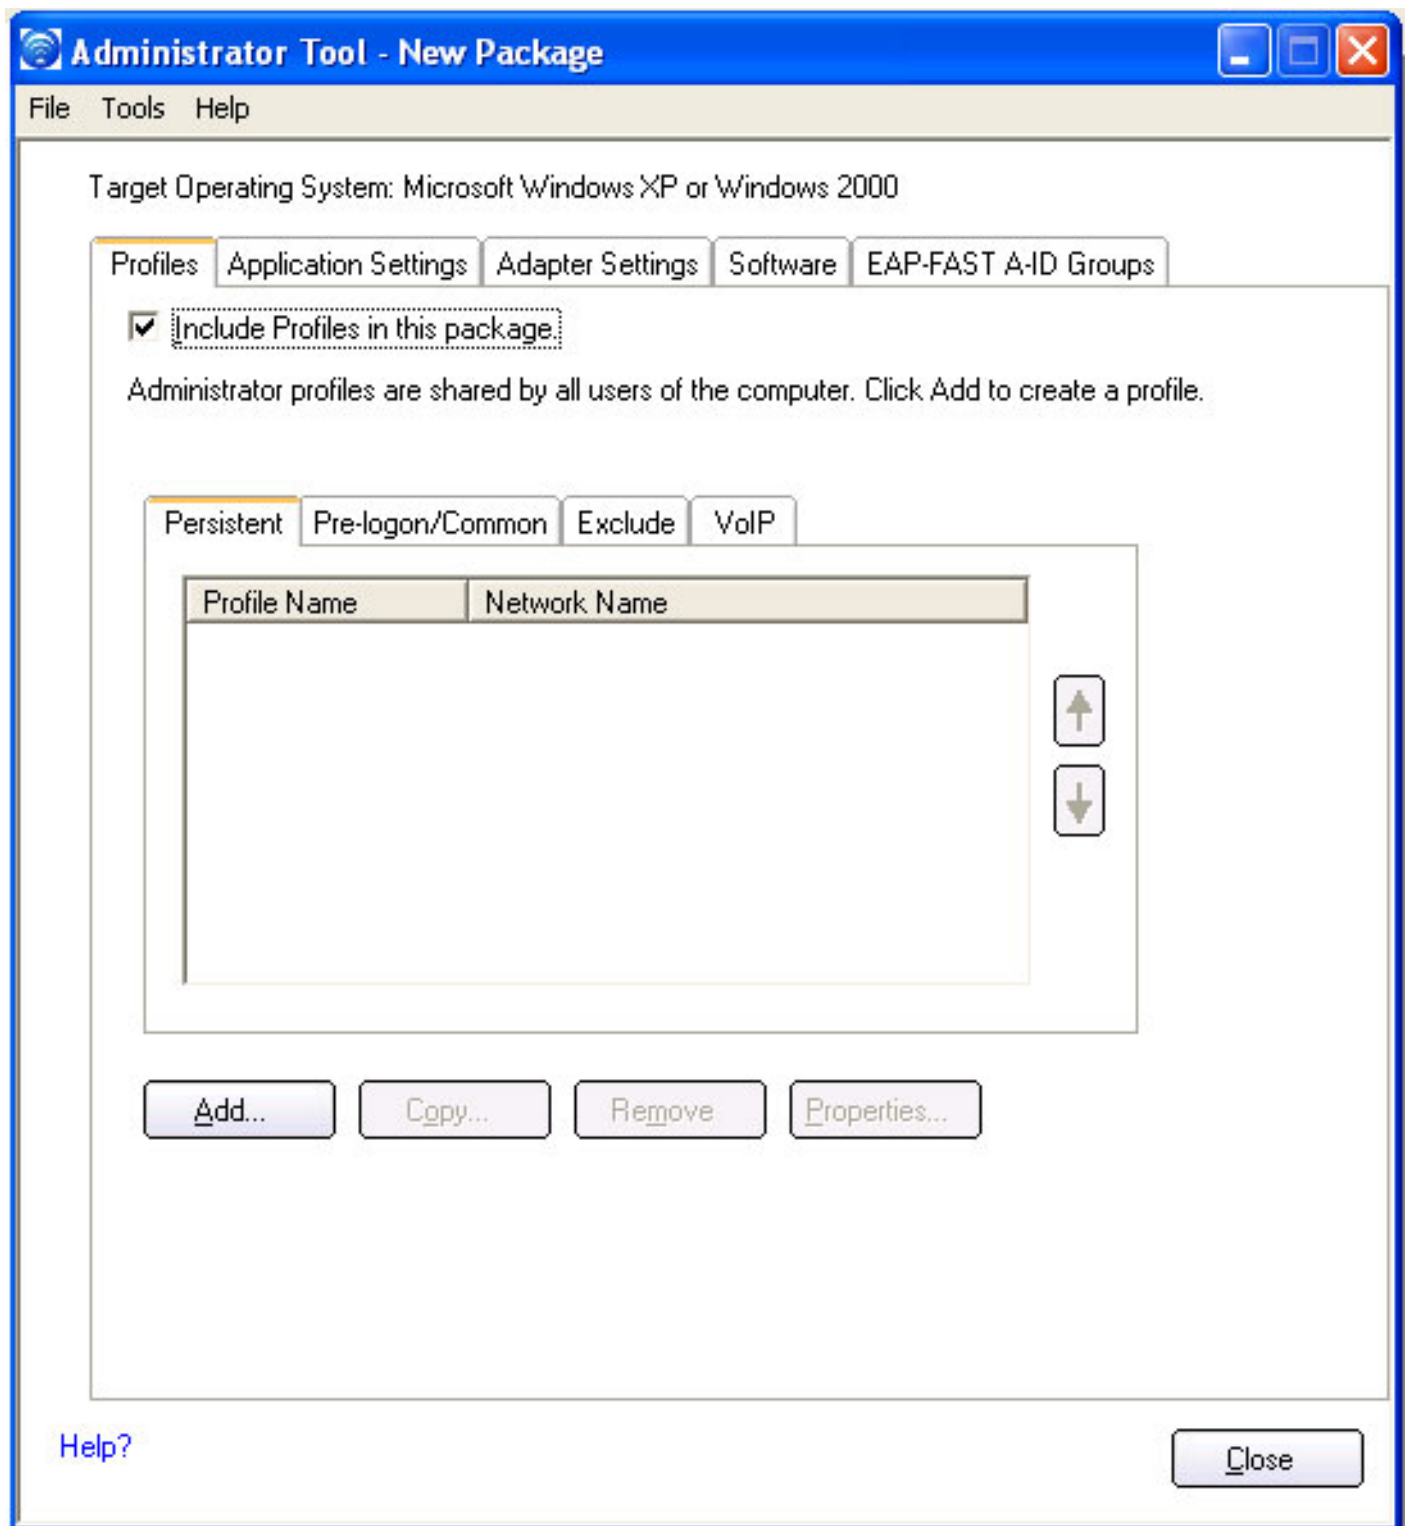 Administrator Tool - New Package
File Tools Help
Target Operating System: Microsoft Windows XP or Windows 2000
Profiles Application Settings Adapter Settings Software EAP-FAST A-ID Groups
Include Profiles in this package.
Administrator profiles are shared by all users of the computer. Click Add to create a profile.
Persistent Pre-logon/Common Exclude VoIP
Profile Name Network Name
Add... Copy... Remove Properties...
Help? Close